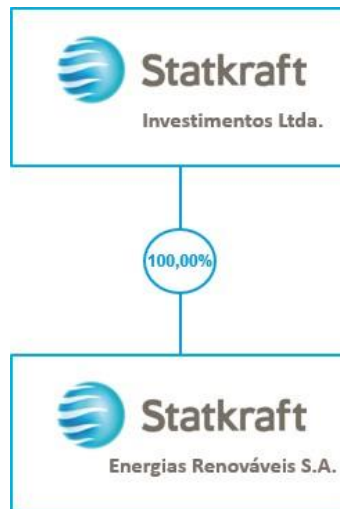 Statkraft
Investimentos Ltda.
100,00%
Statkraft
Energias Renováveis S.A.